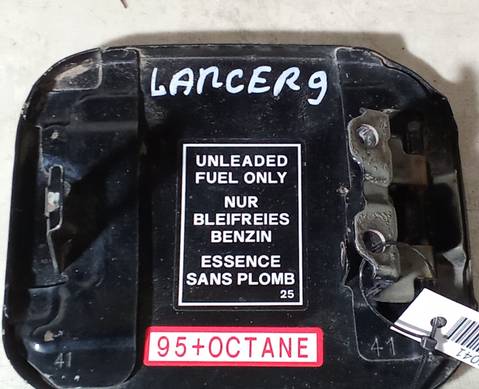 LANCER 9
UNLEADED
FUEL ONLY
NUR
BLEIFREIES
BENZIN
ESSENCE
SANS PLOMB
25
95+OCTANE
41
41